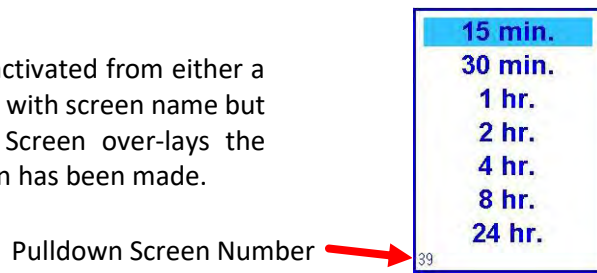 ctivated from either a
with screen name but
Screen over-lays the
n has been made.
Pulldown Screen Number
15 min.
30 min.
1 hr.
2 hr.
4 hr.
8 hr.
24 hr.
39